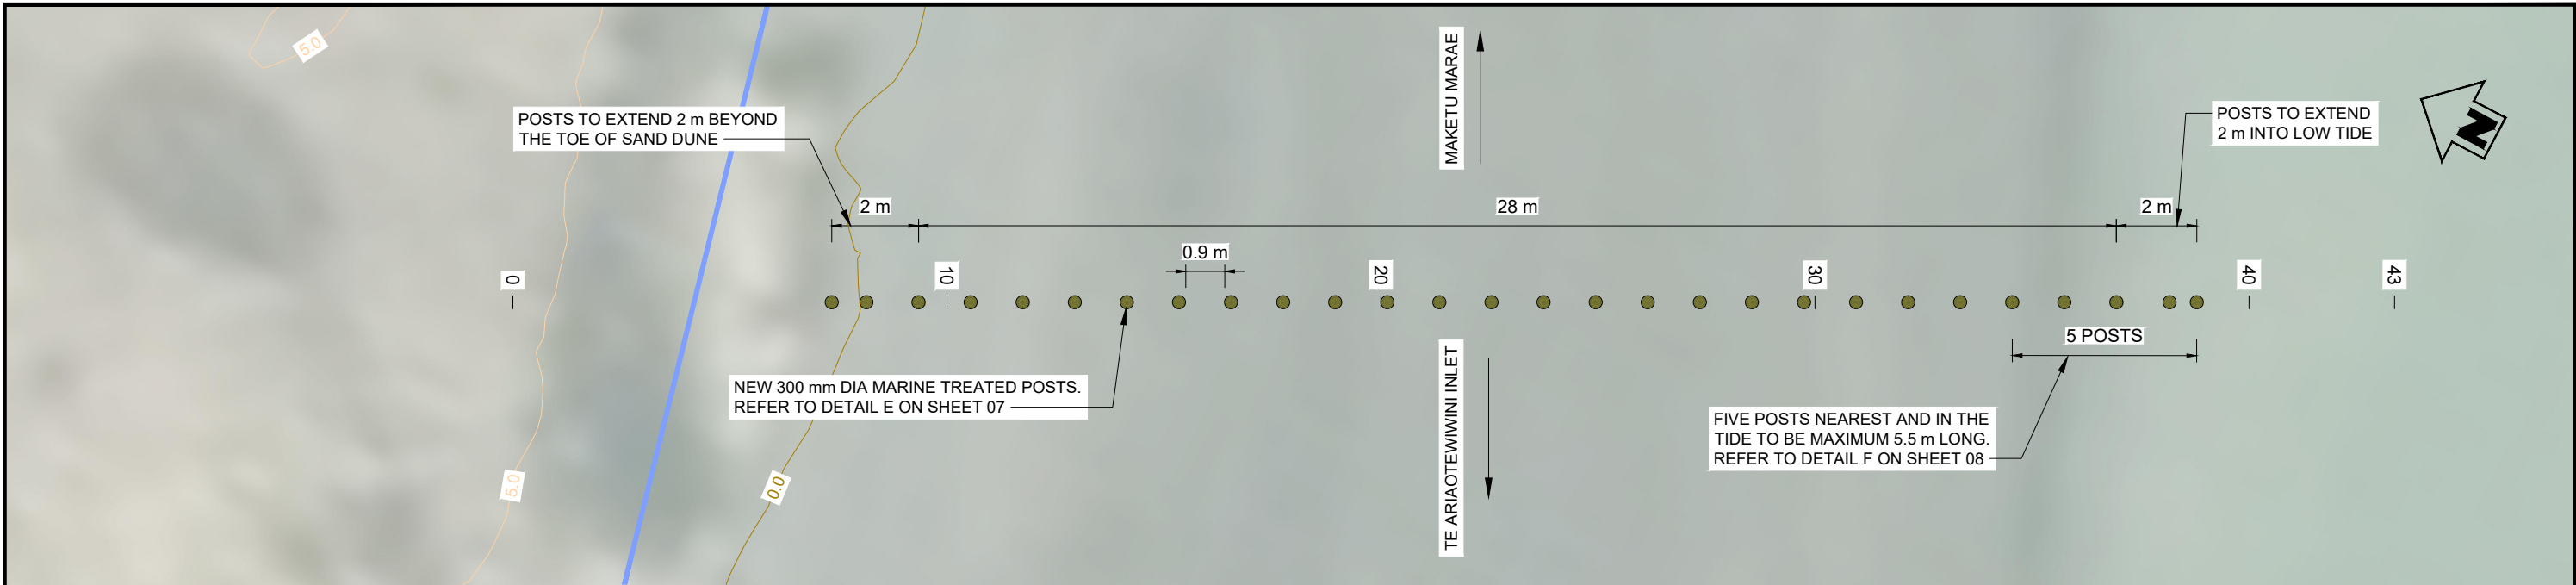 5.0
MAKETU MARAE
POSTS TO EXTEND 2 m BEYOND
THE TOE OF SAND DUNE
POSTS TO EXTEND
2 m INTO LOW TIDE
N
2 m
28 m
2 m
0.9 m
0
10
20
30
40
43
5 POSTS
NEW 300 mm DIA MARINE TREATED POSTS.
REFER TO DETAIL E ON SHEET 07
TE ARIAOTEWIWINI INLET
FIVE POSTS NEAREST AND IN THE
TIDE TO BE MAXIMUM 5.5 m LONG.
REFER TO DETAIL F ON SHEET 08
5.0
0.0